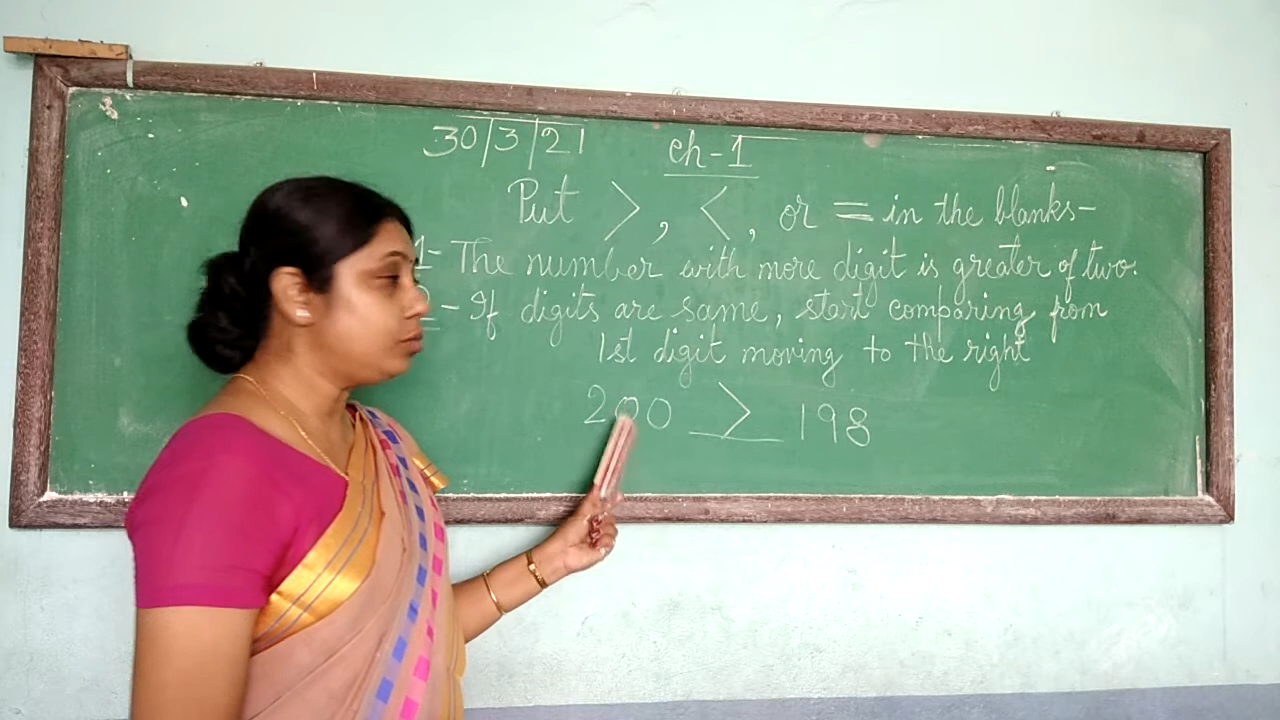 30/3/21 ch-1
Put >, <, or = in the blanks-
1- The number with more digit is greater of two.
- If digits are same, start comparing from
1st digit moving to the right
200 > 198